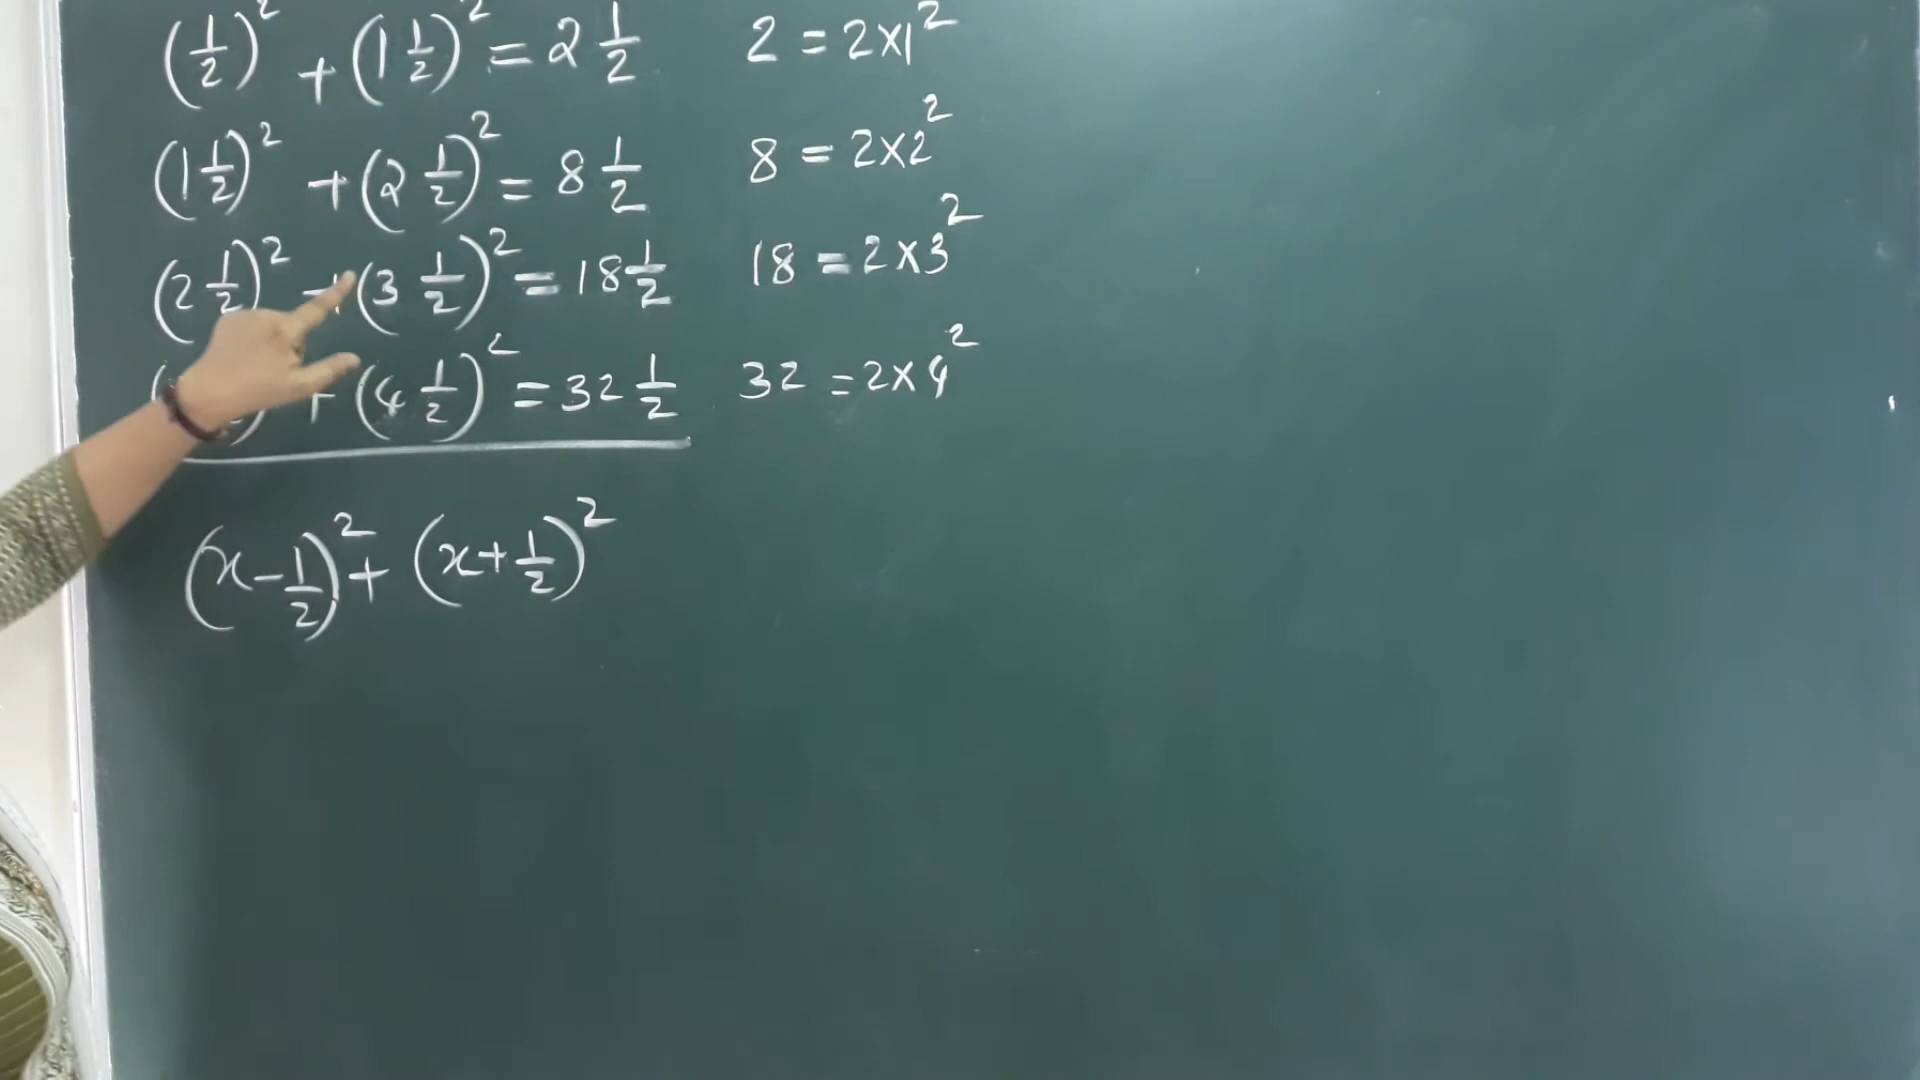 (1/2)² + (1 1/2)² = 2 1/2    2 = 2×1²
(1 1/2)² + (2 1/2)² = 8 1/2    8 = 2×2²
(2 1/2)² + (3 1/2)² = 18 1/2    18 = 2×3²
+ (4 1/2)² = 32 1/2    32 = 2×4²
(x - 1/2)² + (x + 1/2)²